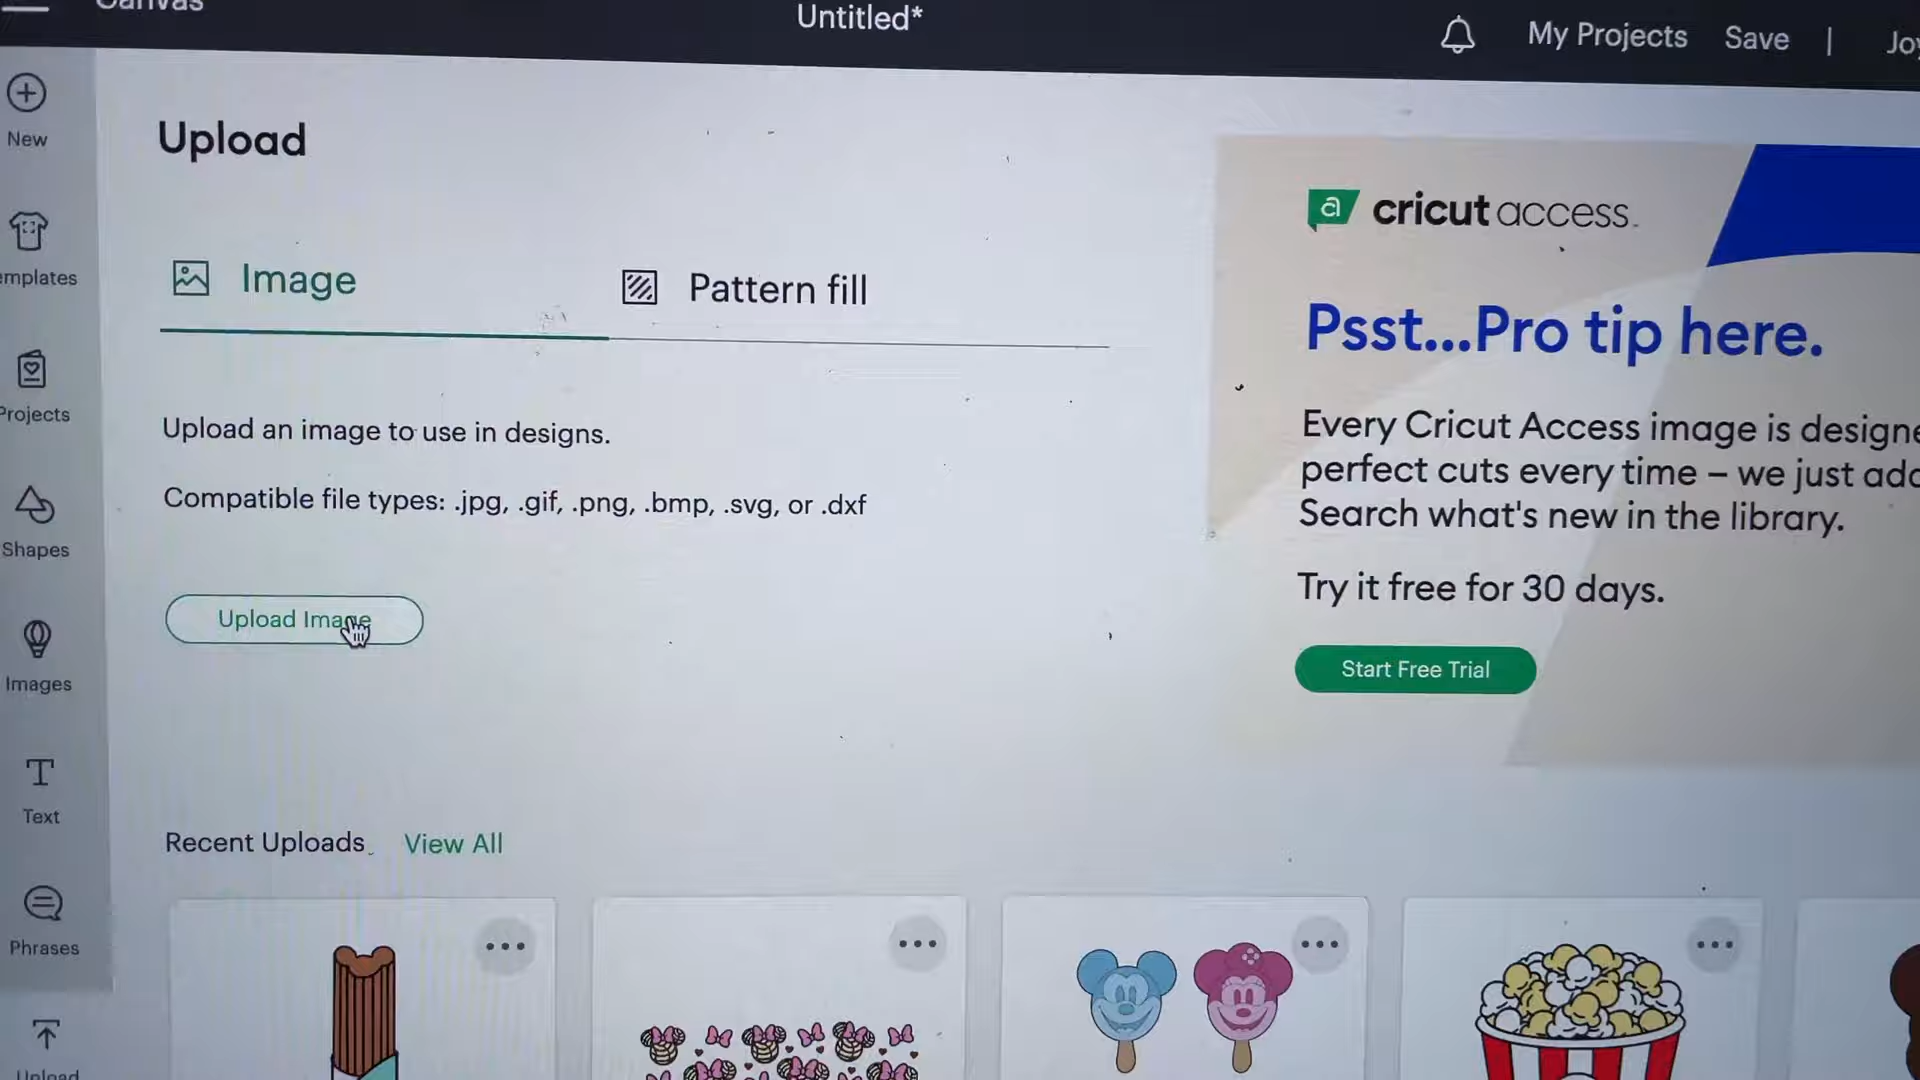 Canvas
Untitled*
My Projects
Save
|
New
Upload
Image
Pattern fill
Upload an image to use in designs.
Compatible file types: .jpg, .gif, .png, .bmp, .svg, or .dxf
Upload Image
Recent Uploads
View All
emplates
Projects
Shapes
Images
Text
Phrases
Upload
a cricut access
Psst...Pro tip here.
Every Cricut Access image is designe
perfect cuts every time – we just add
Search what's new in the library.
Try it free for 30 days.
Start Free Trial